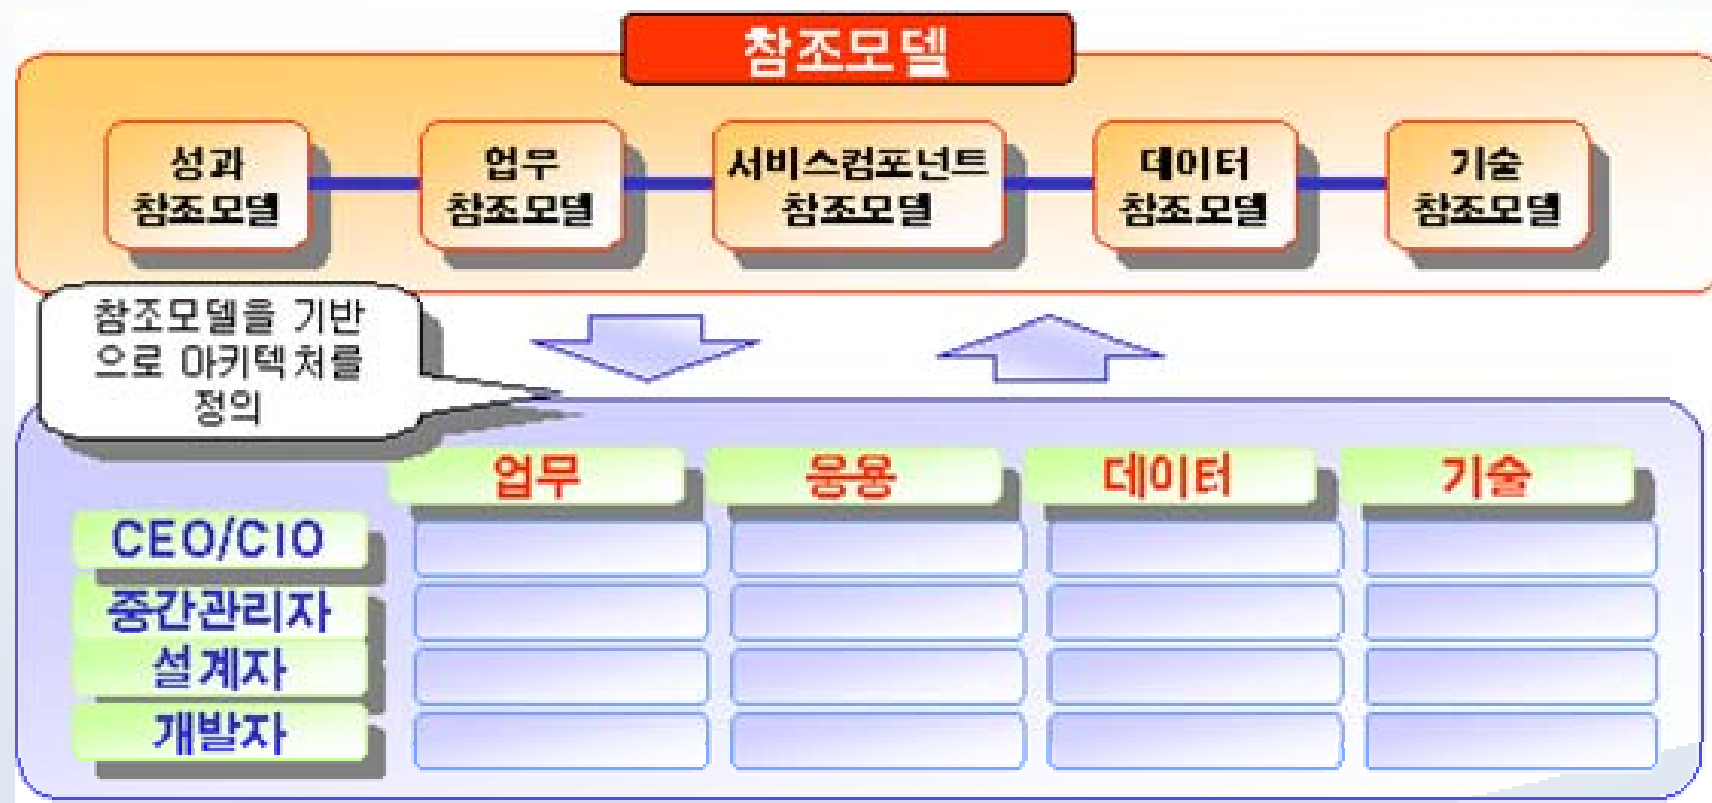 참조모델
성과
참조모델
업무
참조모델
서비스컴포넌트
참조모델
데이터
참조모델
기술
참조모델
참조모델을 기반
으로 아키텍처를
정의
업무
응용
데이터
기술
CEO/CIO
중간관리자
설계자
개발자